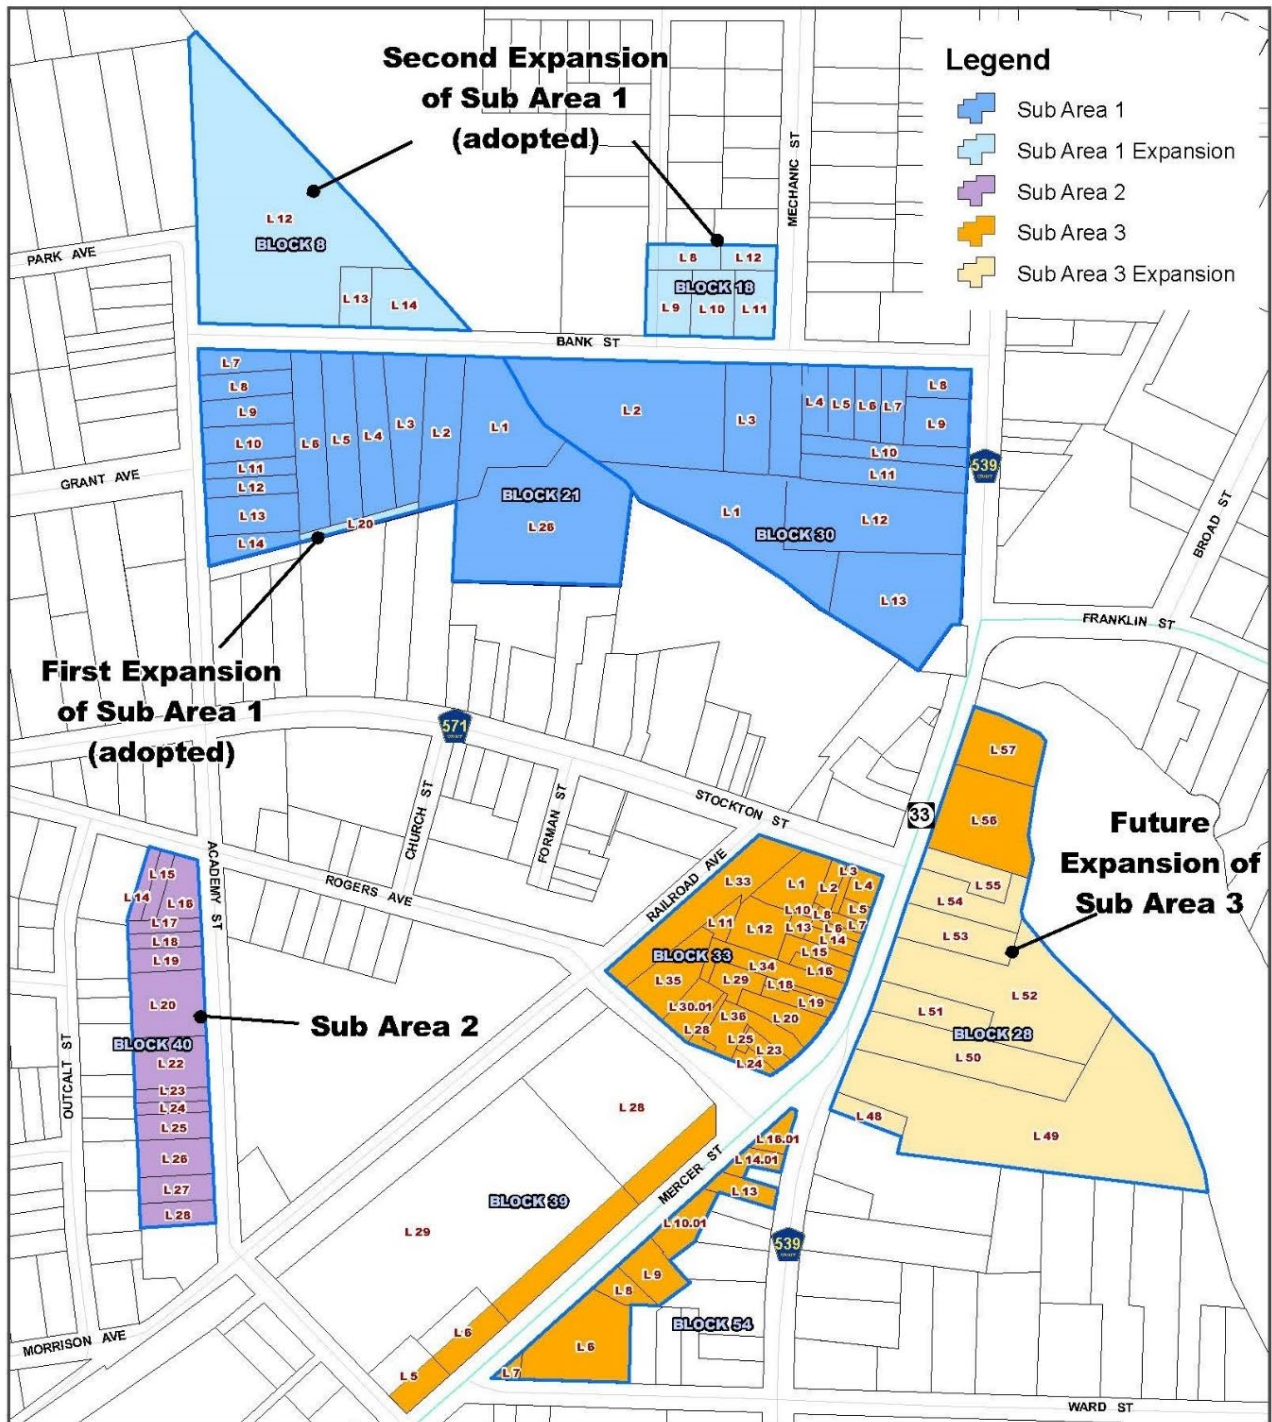 Second Expansion
of Sub Area 1
(adopted)
Legend
Sub Area 1
Sub Area 1 Expansion
Sub Area 2
Sub Area 3
Sub Area 3 Expansion
MECHANIC ST
L 12
BLOCK 8
L 13
L 14
PARK AVE
L 8
L 12
BLOCK 18
L 9
L 10
L 11
BANK ST
L 7
L 8
L 9
L 10
L 11
L 12
L 13
L 14
L 6
L 5
L 4
L 3
L 2
L 1
L 20
BLOCK 21
L 26
L 2
L 3
L 4
L 5
L 6
L 7
L 8
L 9
L 10
L 11
L 1
L 12
BLOCK 30
L 13
539
GRANT AVE
BROAD ST
FRANKLIN ST
First Expansion
of Sub Area 1
(adopted)
571
CHURCH ST
FORMAN ST
STOCKTON ST
RAILROAD AVE
ROGERS AVE
ACADEMY ST
33
L 57
L 56
Future
Expansion of
Sub Area 3
L 55
L 54
L 53
L 52
L 51
BLOCK 28
L 50
L 48
L 49
L 33
L 1
L 2
L 3
L 4
L 10
L 8
L 5
L 11
L 12
L 13
L 6
L 7
L 14
BLOCK 33
L 15
L 34
L 16
L 35
L 29
L 18
L 30.01
L 19
L 36
L 20
L 28
L 25
L 23
L 24
L 15
L 14
L 16
L 17
L 18
L 19
L 20
Sub Area 2
BLOCK 40
L 22
L 23
L 24
L 25
L 26
L 27
L 28
OUTCALT ST
L 28
BLOCK 39
L 29
L 6
L 5
MERCER ST
L 16.01
L 14.01
L 13
L 10.01
539
L 9
L 8
BLOCK 54
L 6
L 7
MORRISON AVE
WARD ST